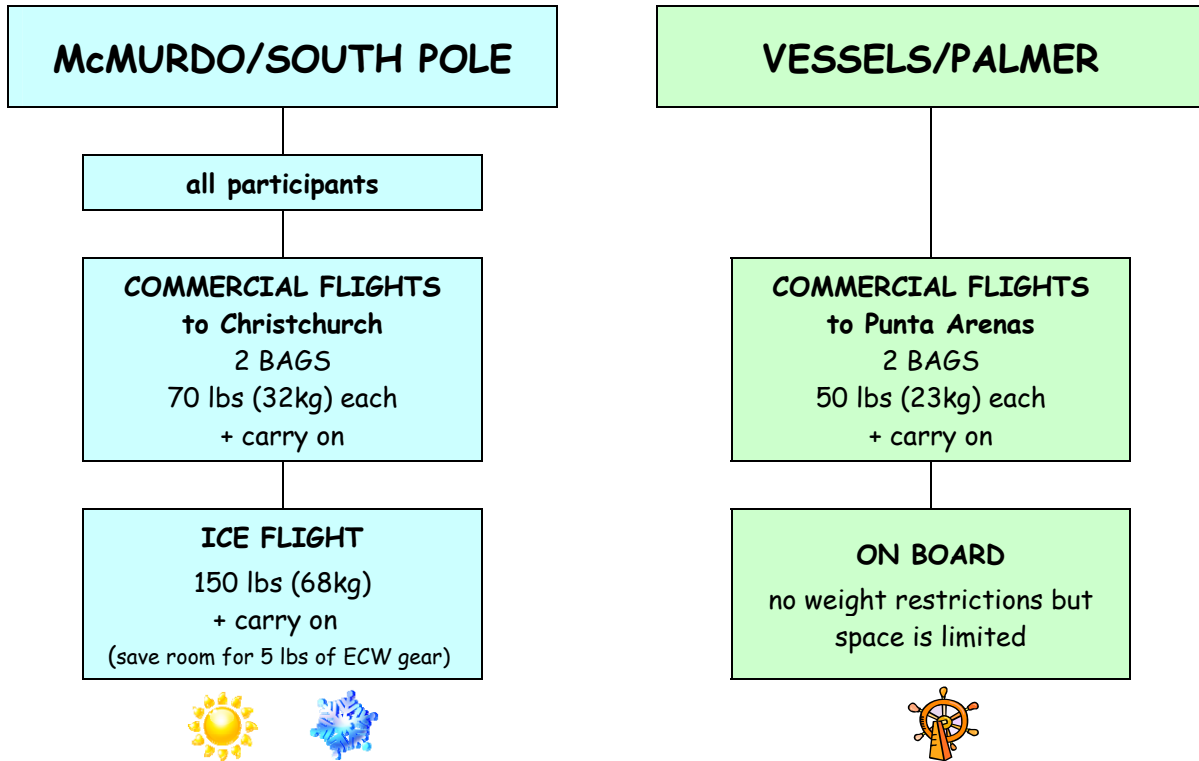 McMURDO/SOUTH POLE
all participants
COMMERCIAL FLIGHTS
to Christchurch
2 BAGS
70 lbs (32kg) each
+ carry on
ICE FLIGHT
150 lbs (68kg)
+ carry on
(save room for 5 lbs of ECW gear)
VESSELS/PALMER
COMMERCIAL FLIGHTS
to Punta Arenas
2 BAGS
50 lbs (23kg) each
+ carry on
ON BOARD
no weight restrictions but
space is limited